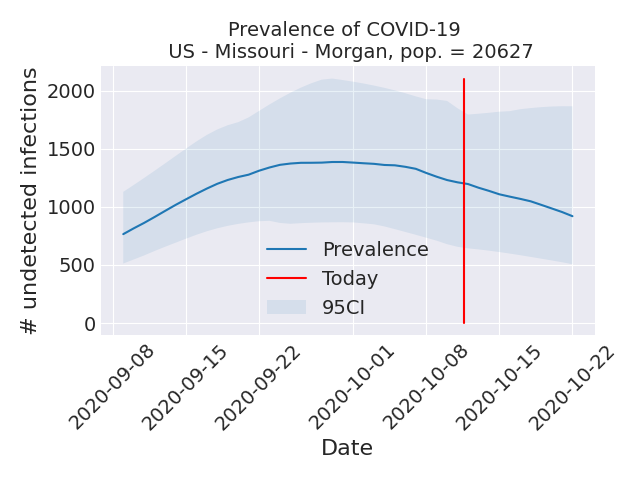 Prevalence of COVID-19
US - Missouri - Morgan, pop. = 20627
# undetected infections
2000
1500
1000
500
0
Prevalence
Today
95CI
2020-09-08
2020-09-15
2020-09-22
2020-10-01
2020-10-08
2020-10-15
2020-10-22
Date